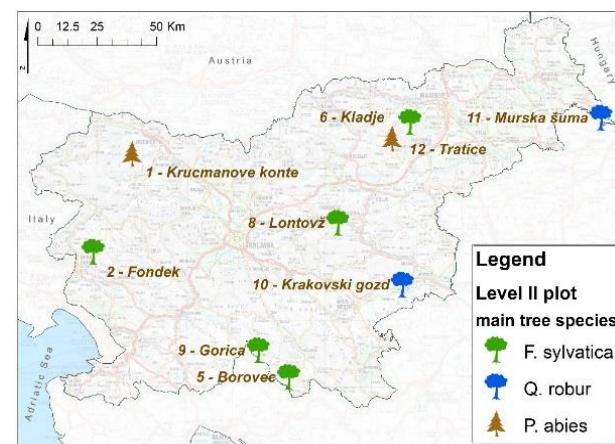 0 12.5 25 50 Km
Austria
Hungary
z
6 - Kladje
11 - Murska šuma
12 - Tratice
1 - Krucmanove konte
Italy
8 - Lontovž
LJUBLJANA
2 - Fondek
10 - Krakovski gozd
9 - Gorica
5 - Borovec
Adriatic Sea
Legend
Level II plot
main tree species
F. sylvatica
Q. robur
P. abies